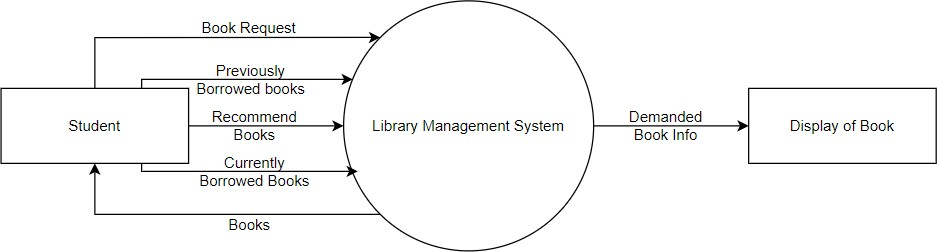 Book Request
Previously
Borrowed books
Student
Recommend
Books
Library Management System
Demanded
Book Info
Display of Book
Currently
Borrowed Books
Books